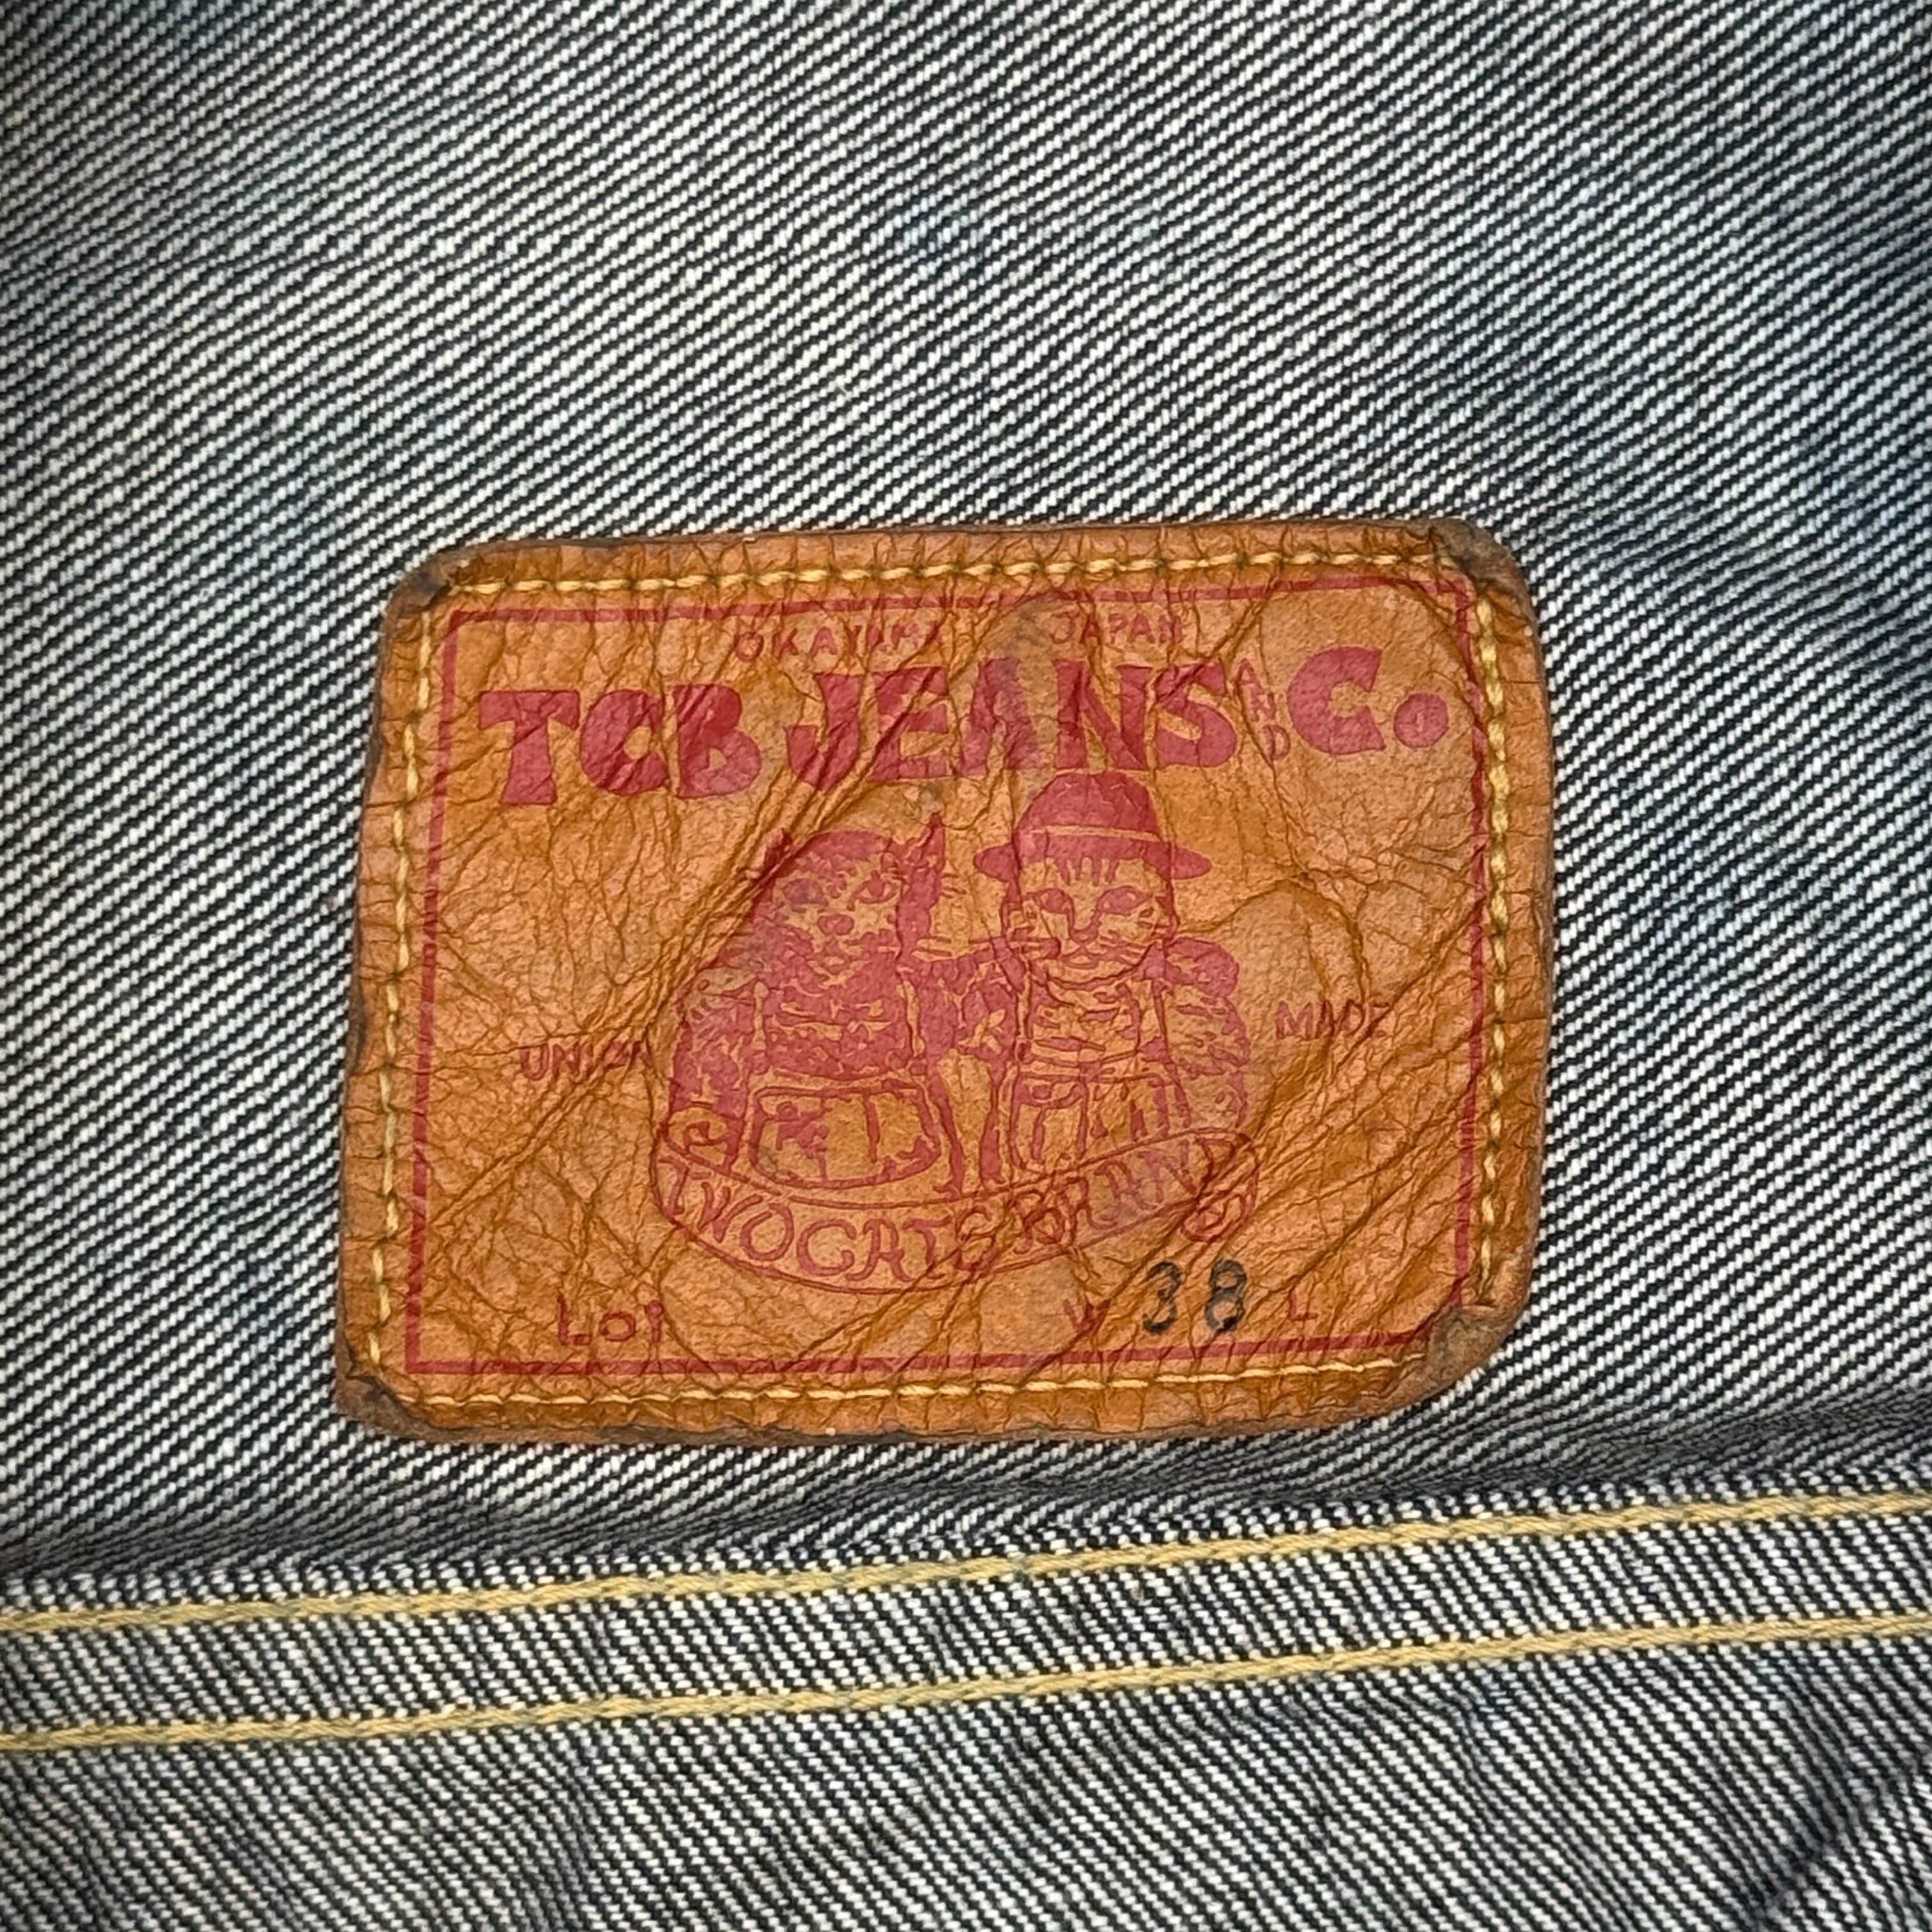 OKAYAMA JAPAN
TCB JEANS AND Co
UNION MADE
TWO CATS BRAND
Lot W 38 L